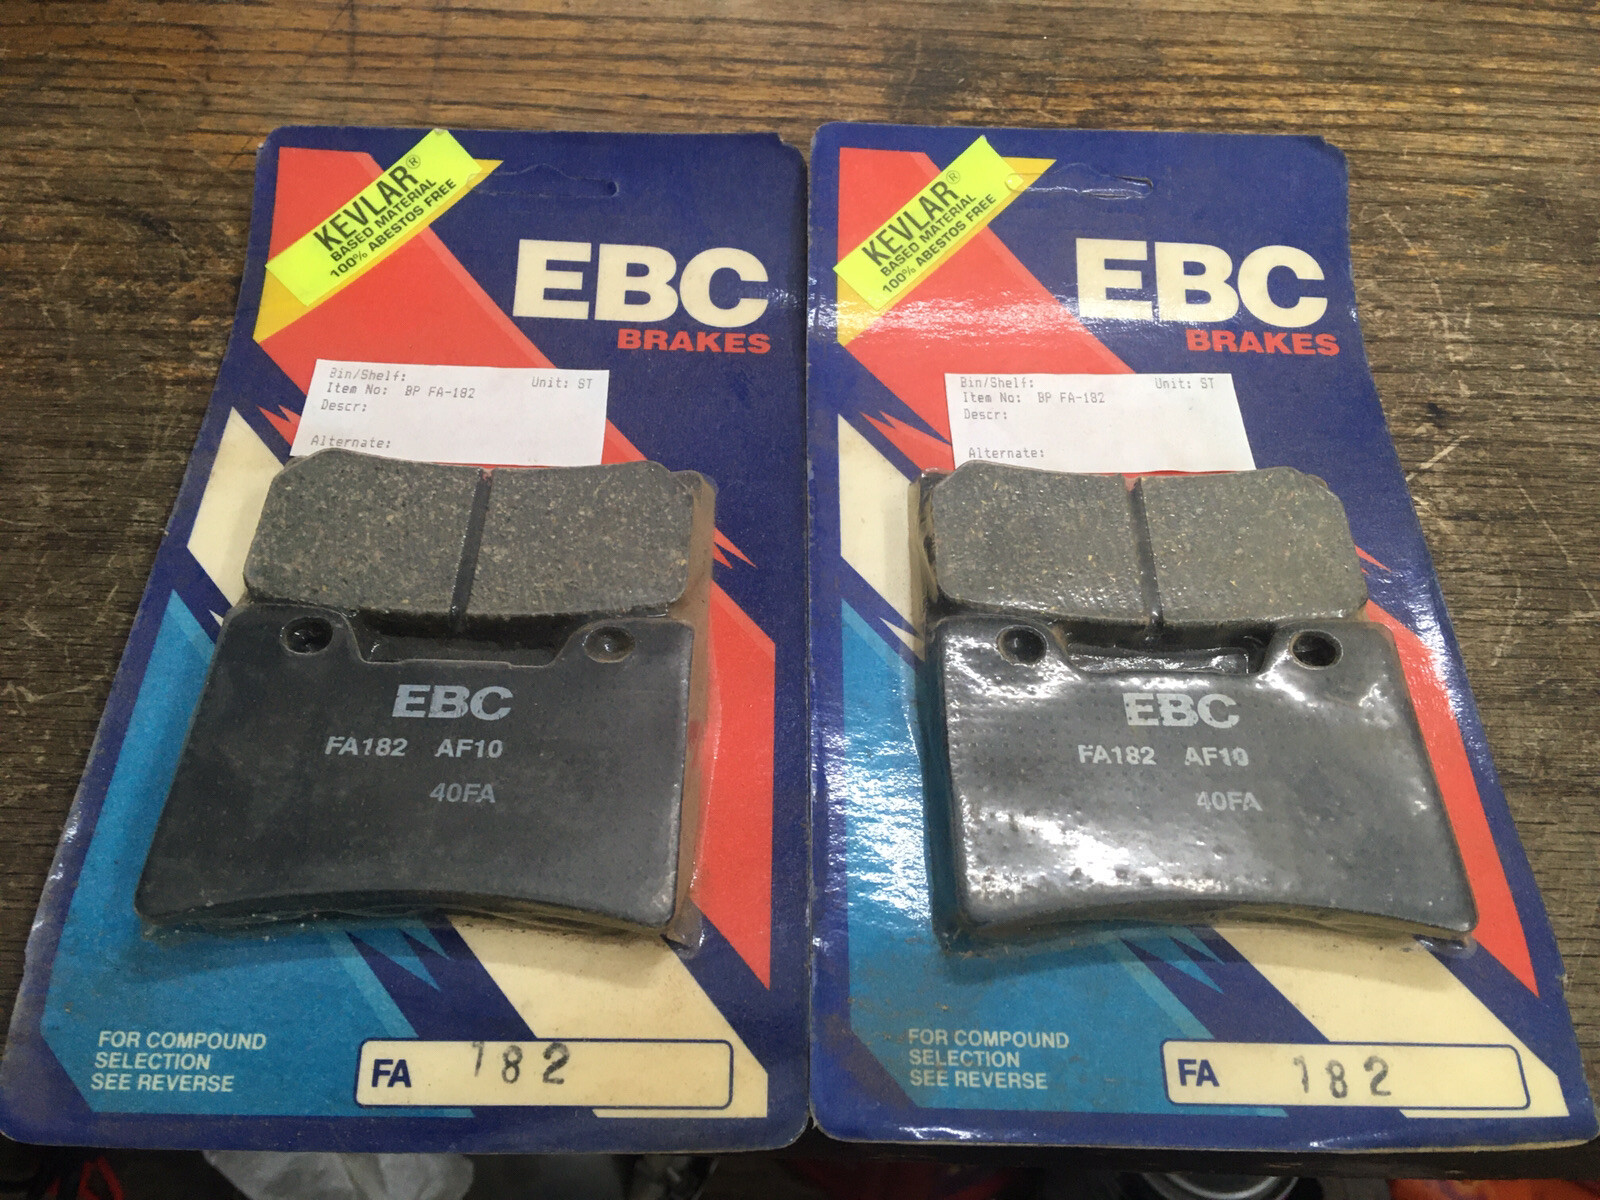 KEVLAR®
BASED MATERIAL
100% ABESTOS FREE
EBC
BRAKES
Bin/Shelf: Unit: ST
Item No: BP FA-182
Descr:
Alternate:
EBC
FA182 AF10
40FA
FOR COMPOUND
SELECTION
SEE REVERSE
FA 182
KEVLAR®
BASED MATERIAL
100% ABESTOS FREE
EBC
BRAKES
Bin/Shelf: Unit: ST
Item No: BP FA-182
Descr:
Alternate:
EBC
FA182 AF10
40FA
FOR COMPOUND
SELECTION
SEE REVERSE
FA 182